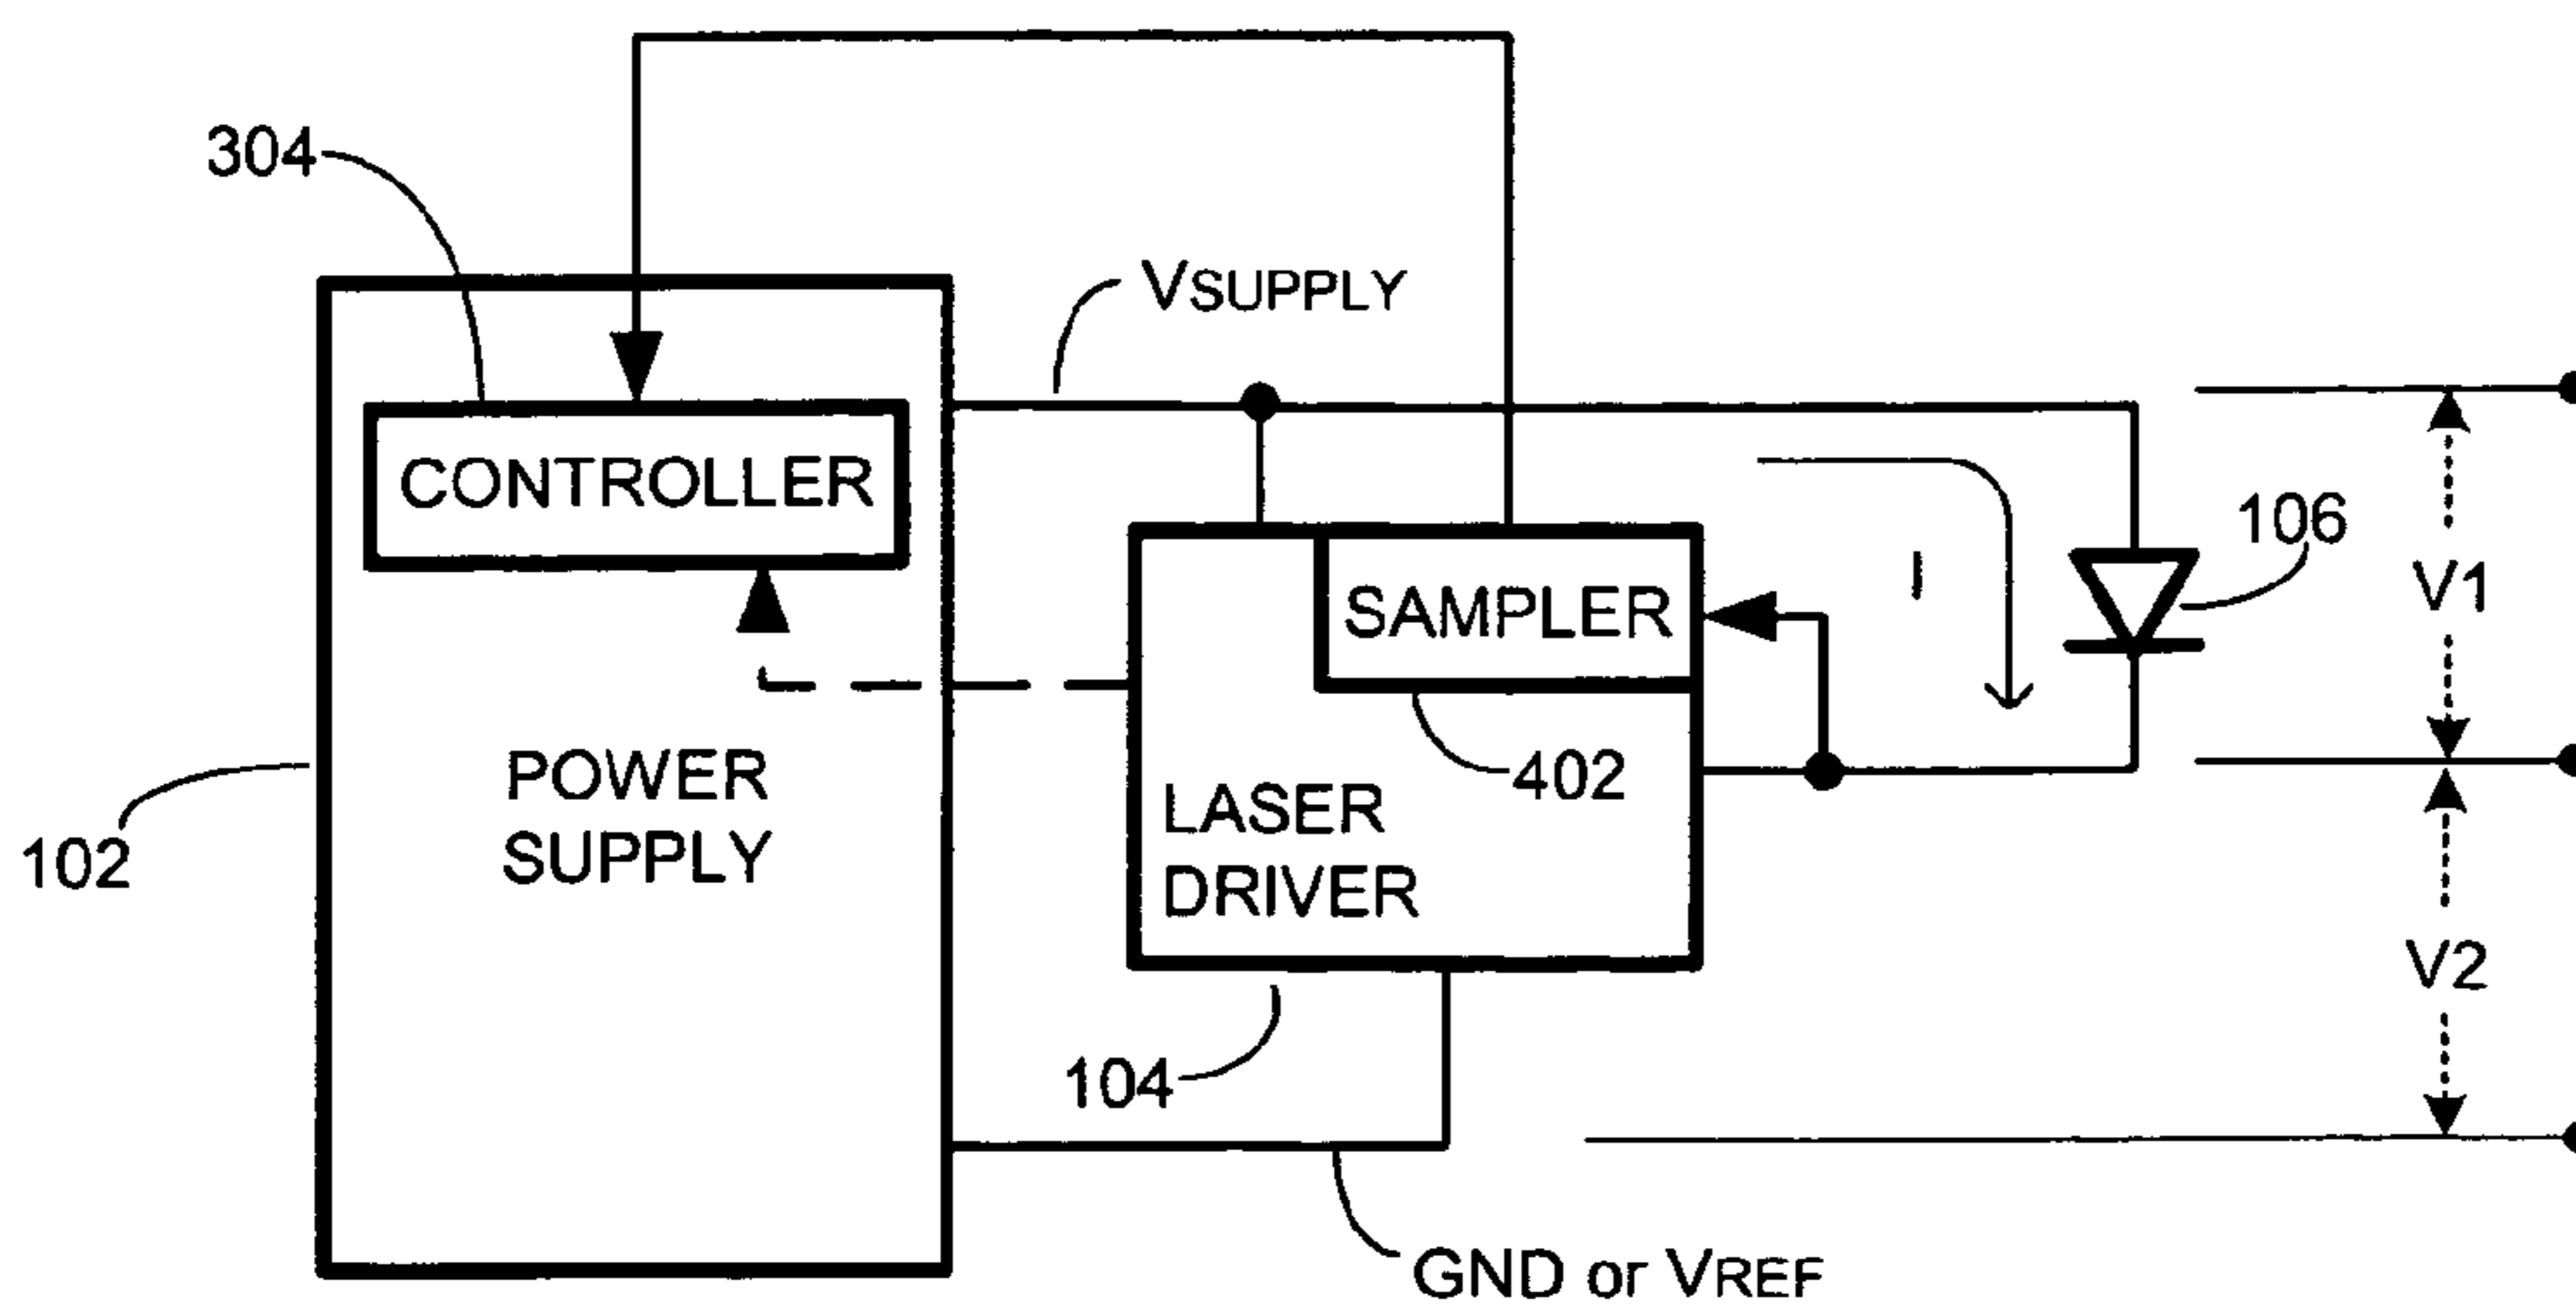 304
VSUPPLY
CONTROLLER
106
I
V1
SAMPLER
402
POWER
SUPPLY
102
LASER
DRIVER
V2
104
GND or VREF